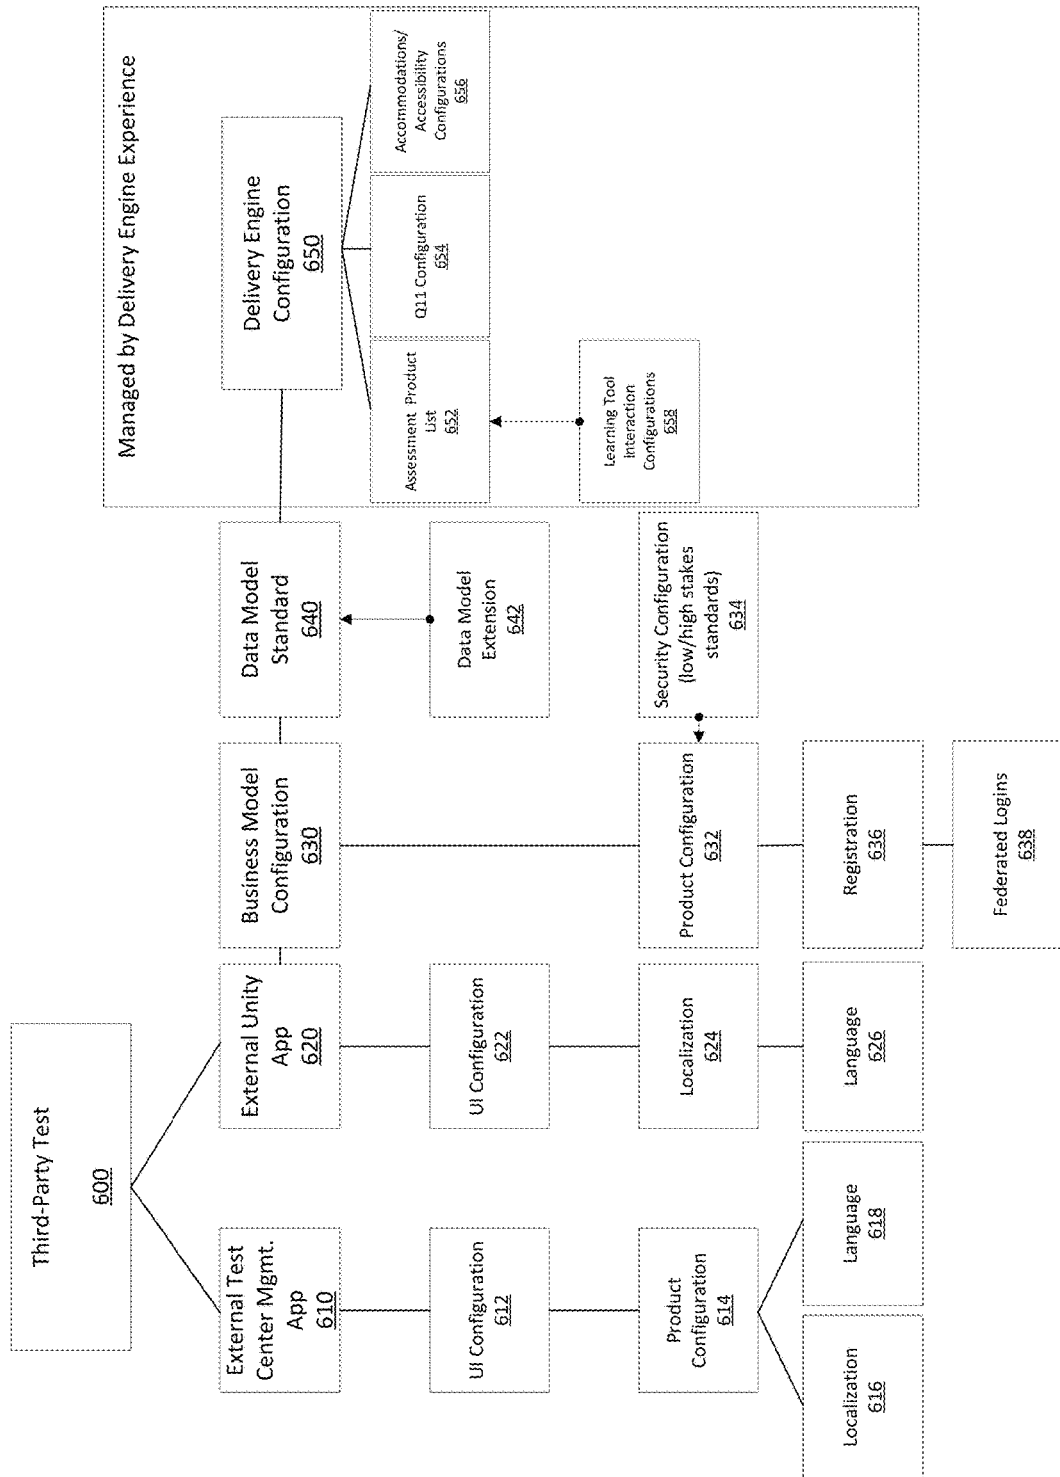 Third-Party Test
600
Managed by Delivery Engine Experience
External Test
Center Mgmt.
App
610
External Unity
App
620
Business Model
Configuration
630
Data Model
Standard
640
Delivery Engine
Configuration
650
UI Configuration
612
UI Configuration
622
Data Model
Extension
642
Assessment Product
List
652
Q11 Configuration
654
Accommodations/
Accessibility
Configurations
656
Product
Configuration
614
Localization
624
Product Configuration
632
Security Configuration
(low/high stakes
standards)
634
Learning Tool
Interaction
Configurations
658
Localization
616
Language
618
Language
626
Registration
636
Federated Logins
638